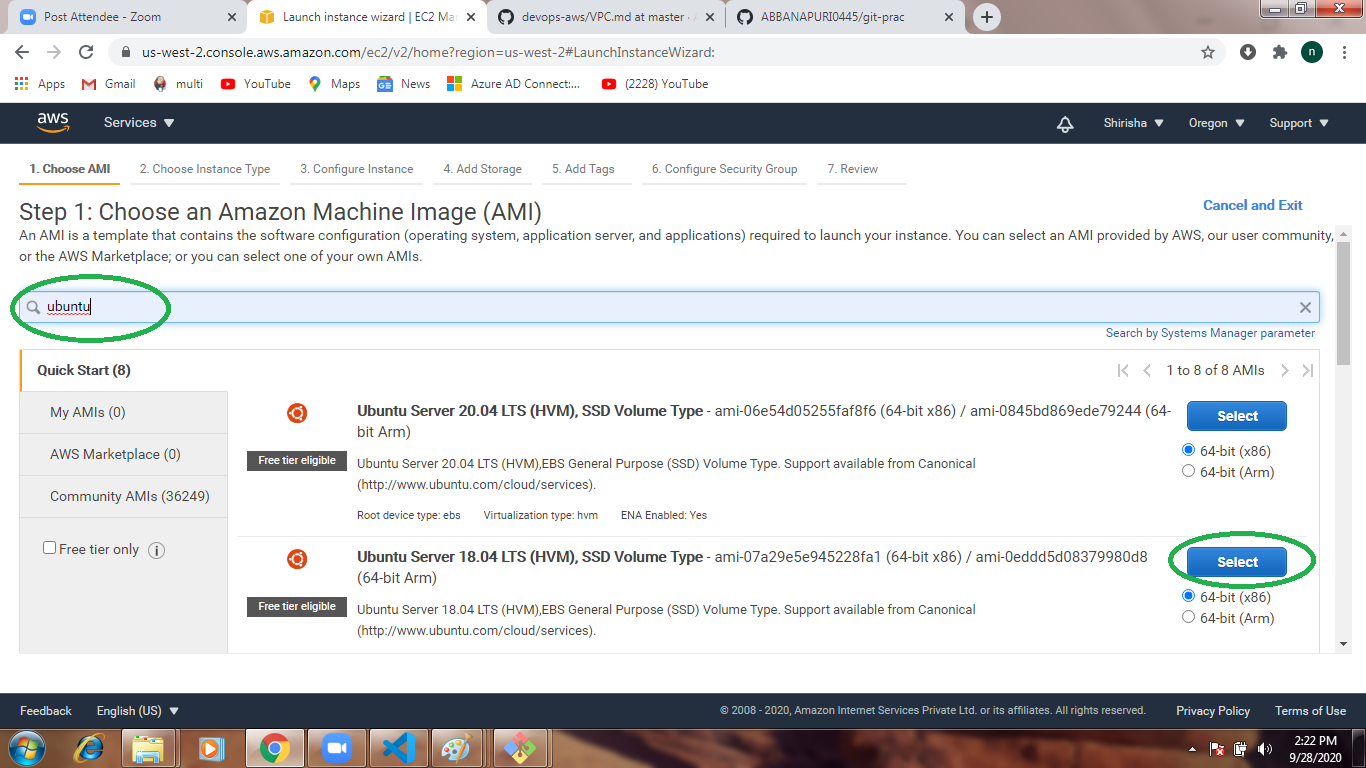 Post Attendee - Zoom
Launch instance wizard | EC2 Ma
devops-aws/VPC.md at master · 
ABBANAPURI0445/git-prac
us-west-2.console.aws.amazon.com/ec2/v2/home?region=us-west-2#LaunchInstanceWizard:
n
Apps
Gmail
multi
YouTube
Maps
News
Azure AD Connect:...
(2228) YouTube
aws
Services
Shirisha
Oregon
Support
1. Choose AMI
2. Choose Instance Type
3. Configure Instance
4. Add Storage
5. Add Tags
6. Configure Security Group
7. Review
Step 1: Choose an Amazon Machine Image (AMI)
Cancel and Exit
An AMI is a template that contains the software configuration (operating system, application server, and applications) required to launch your instance. You can select an AMI provided by AWS, our user community,
or the AWS Marketplace; or you can select one of your own AMIs.
ubuntu
Search by Systems Manager parameter
Quick Start (8)
1 to 8 of 8 AMIs
My AMIs (0)
AWS Marketplace (0)
Community AMIs (36249)
Free tier only
Ubuntu Server 20.04 LTS (HVM), SSD Volume Type - ami-06e54d05255faf8f6 (64-bit x86) / ami-0845bd869ede79244 (64-
bit Arm)
Select
64-bit (x86)
64-bit (Arm)
Free tier eligible
Ubuntu Server 20.04 LTS (HVM),EBS General Purpose (SSD) Volume Type. Support available from Canonical
(http://www.ubuntu.com/cloud/services).
Root device type: ebs
Virtualization type: hvm
ENA Enabled: Yes
Ubuntu Server 18.04 LTS (HVM), SSD Volume Type - ami-07a29e5e945228fa1 (64-bit x86) / ami-0eddd5d08379980d8
(64-bit Arm)
Select
64-bit (x86)
64-bit (Arm)
Free tier eligible
Ubuntu Server 18.04 LTS (HVM),EBS General Purpose (SSD) Volume Type. Support available from Canonical
(http://www.ubuntu.com/cloud/services).
Feedback
English (US)
© 2008 - 2020, Amazon Internet Services Private Ltd. or its affiliates. All rights reserved.
Privacy Policy
Terms of Use
2:22 PM
9/28/2020